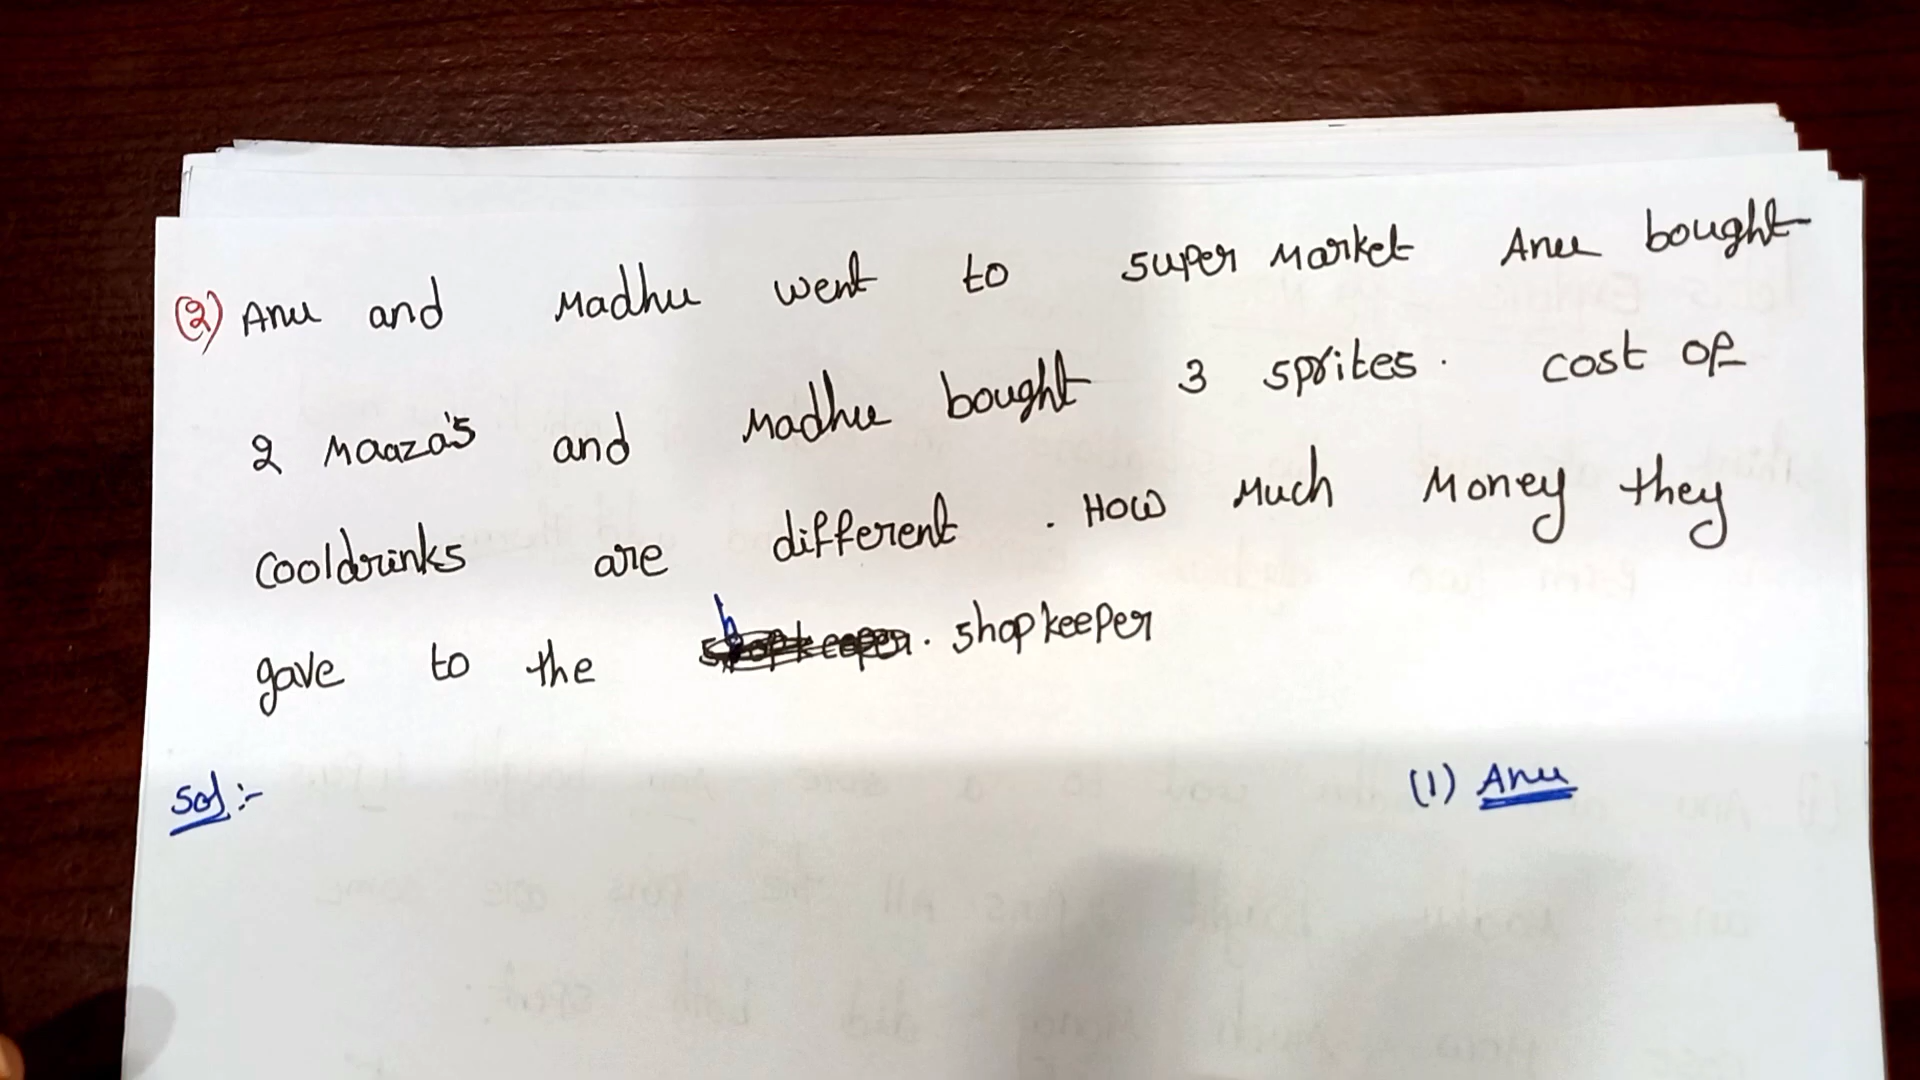 (2) Anu and Madhu went to super Market Anu bought
2 Maaza's and Madhu bought 3 sprites. cost of
cooldrinks are different. How Much Money they
gave to the shopkeeper
Sol:-
(1) Anu